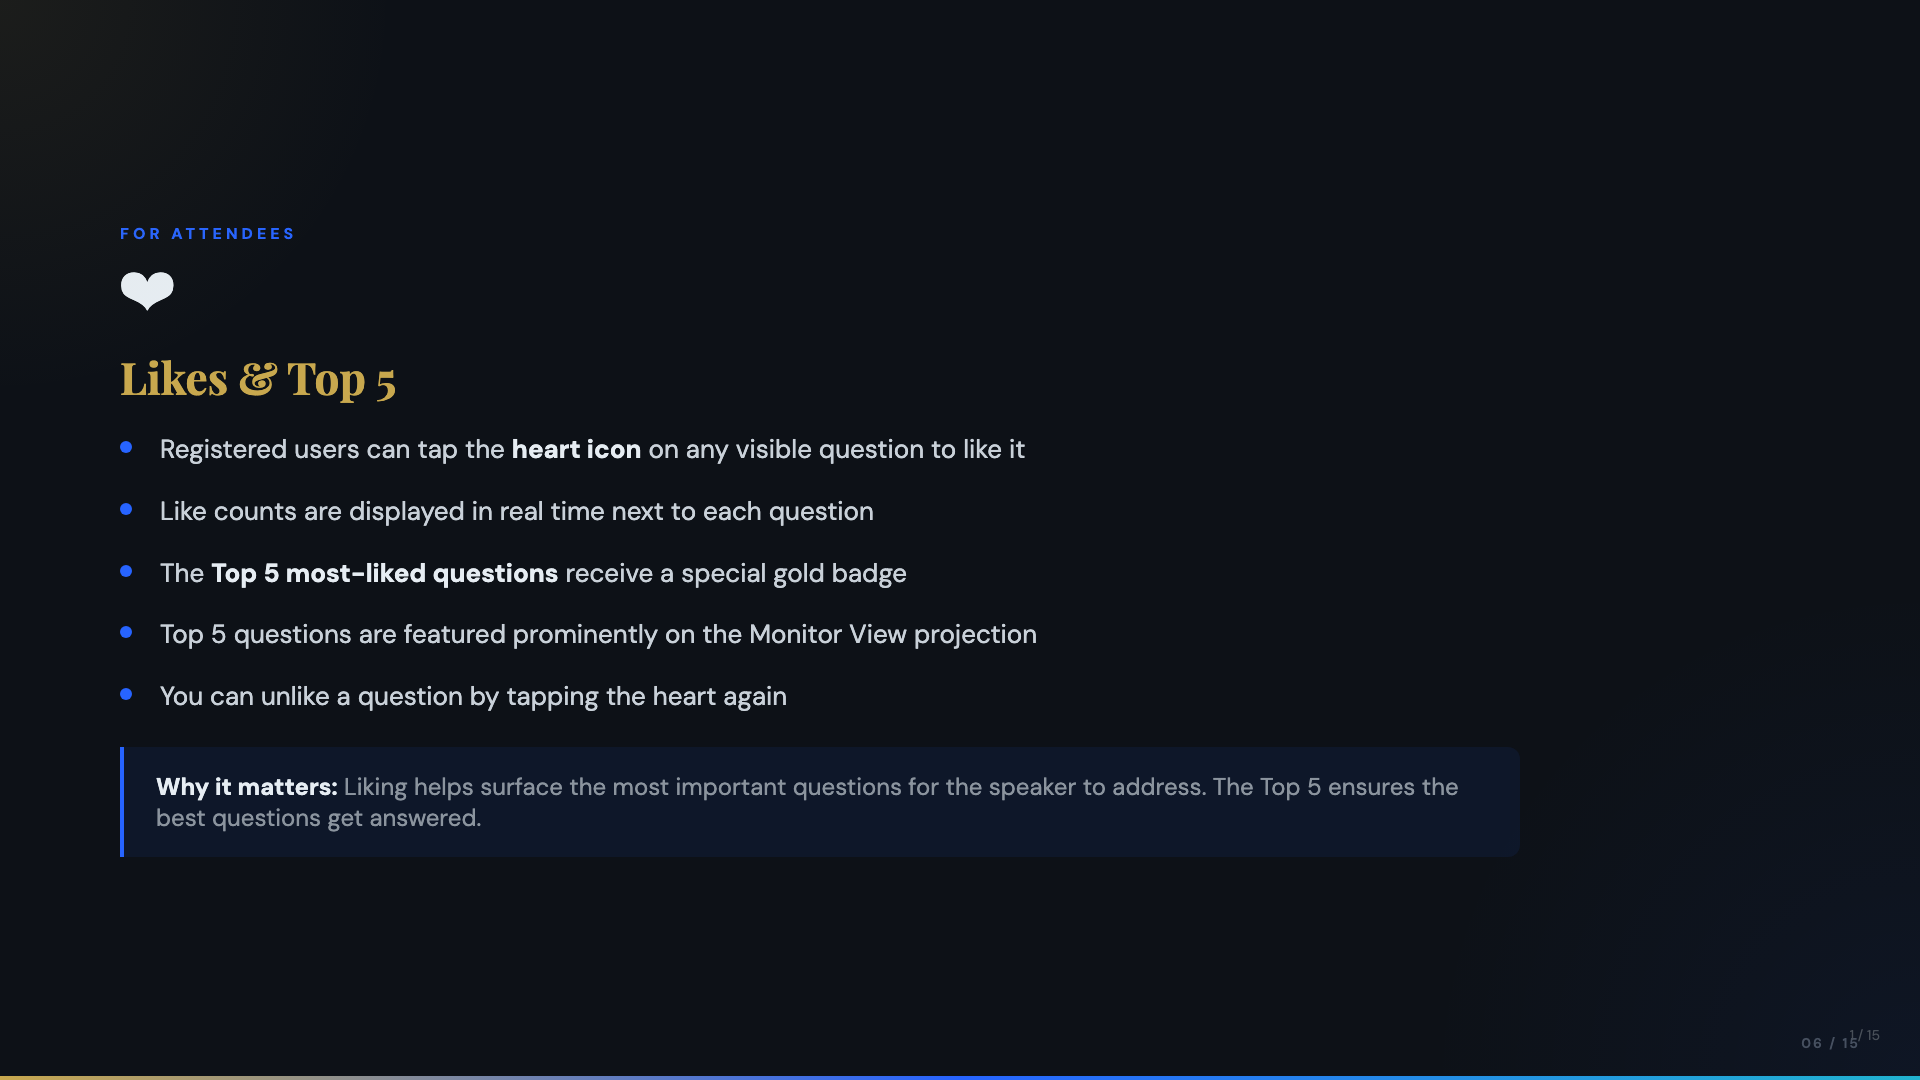 FOR ATTENDEES
❤
Likes & Top 5
Registered users can tap the heart icon on any visible question to like it
Like counts are displayed in real time next to each question
The Top 5 most-liked questions receive a special gold badge
Top 5 questions are featured prominently on the Monitor View projection
You can unlike a question by tapping the heart again
Why it matters: Liking helps surface the most important questions for the speaker to address. The Top 5 ensures the
best questions get answered.
1 / 15
06 / 15